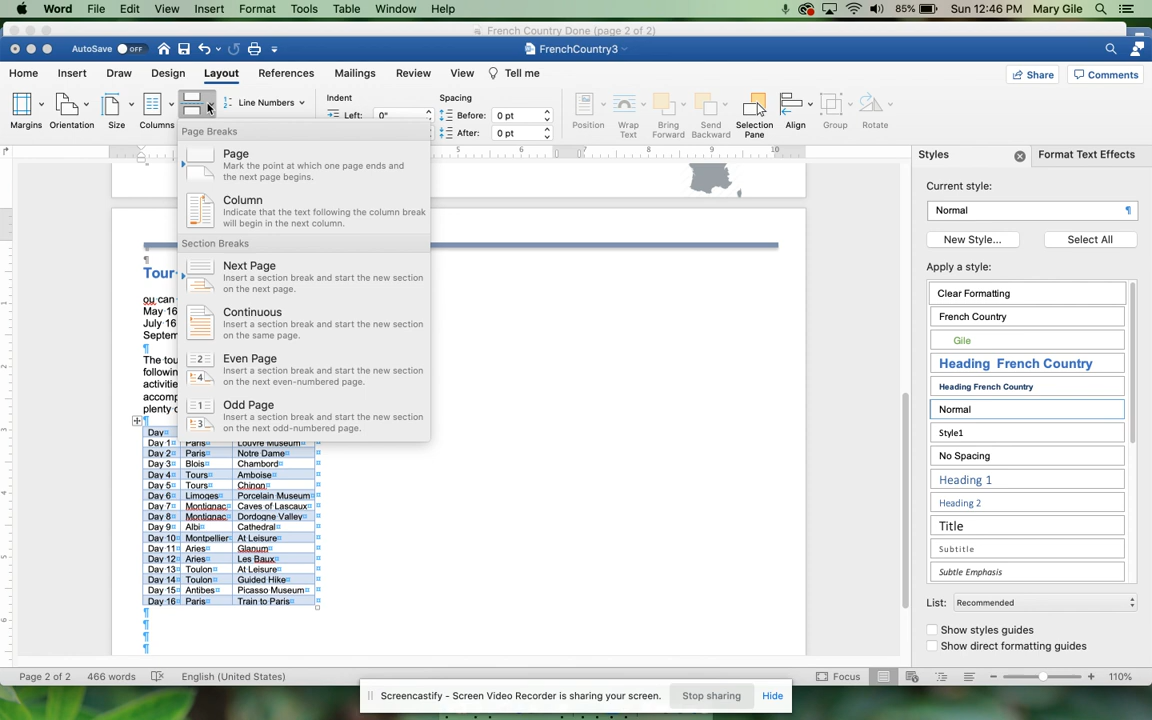 Word File Edit View Insert Format Tools Table Window Help 85% Sun 12:46 PM Mary Gile
French Country Done (page 2 of 2)
AutoSave OFF FrenchCountry3
Home Insert Draw Design Layout References Mailings Review View Tell me Share Comments
Margins Orientation Size Columns Line Numbers
Indent
Left: 0"
Spacing
Before: 0 pt
After: 0 pt
Position Wrap Text Bring Forward Send Backward Selection Pane Align Group Rotate
Page Breaks
Page
Mark the point at which one page ends and
the next page begins.
Column
Indicate that the text following the column break
will begin in the next column.
Section Breaks
Next Page
Insert a section break and start the new section
on the next page.
Continuous
Insert a section break and start the new section
on the same page.
Even Page
Insert a section break and start the new section
on the next even-numbered page.
Odd Page
Insert a section break and start the new section
on the next odd-numbered page.
5 6 7 8 9 10
Tour
ou can
May 16
July 16
Septem
¶
The tou
followin
activitie
accomp
plenty
¶
Day¤
Day 1¤ Paris¤ Louvre Museum¤
Day 2¤ Paris¤ Notre Dame¤
Day 3¤ Blois¤ Chambord¤
Day 4¤ Tours¤ Amboise¤
Day 5¤ Tours¤ Chinon¤
Day 6¤ Limoges¤ Porcelain Museum¤
Day 7¤ Montignac¤ Caves of Lascaux¤
Day 8¤ Montignac¤ Dordogne Valley¤
Day 9¤ Albi¤ Cathedral¤
Day 10¤ Montpellier¤ At Leisure¤
Day 11¤ Aries¤ Glanum¤
Day 12¤ Aries¤ Les Baux¤
Day 13¤ Toulon¤ At Leisure¤
Day 14¤ Toulon¤ Guided Hike¤
Day 15¤ Antibes¤ Picasso Museum¤
Day 16¤ Paris¤ Train to Paris¤
¶
¶
¶
¶
Styles Format Text Effects
Current style:
Normal ¶
New Style... Select All
Apply a style:
Clear Formatting
French Country
Gile
Heading French Country
Heading French Country
Normal
Style1
No Spacing
Heading 1
Heading 2
Title
Subtitle
Subtle Emphasis
List: Recommended
Show styles guides
Show direct formatting guides
Page 2 of 2 466 words English (United States) Focus 110%
Screencastify - Screen Video Recorder is sharing your screen. Stop sharing Hide